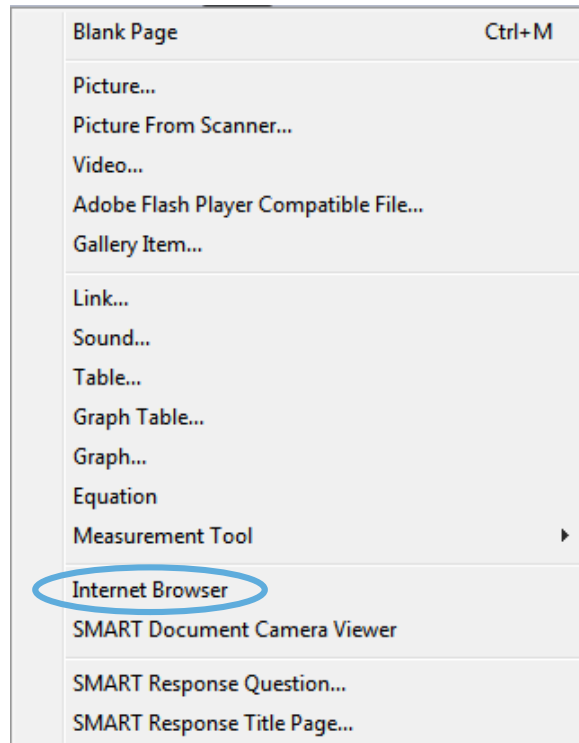 Blank Page Ctrl+M
Picture...
Picture From Scanner...
Video...
Adobe Flash Player Compatible File...
Gallery Item...
Link...
Sound...
Table...
Graph Table...
Graph...
Equation
Measurement Tool
Internet Browser
SMART Document Camera Viewer
SMART Response Question...
SMART Response Title Page...